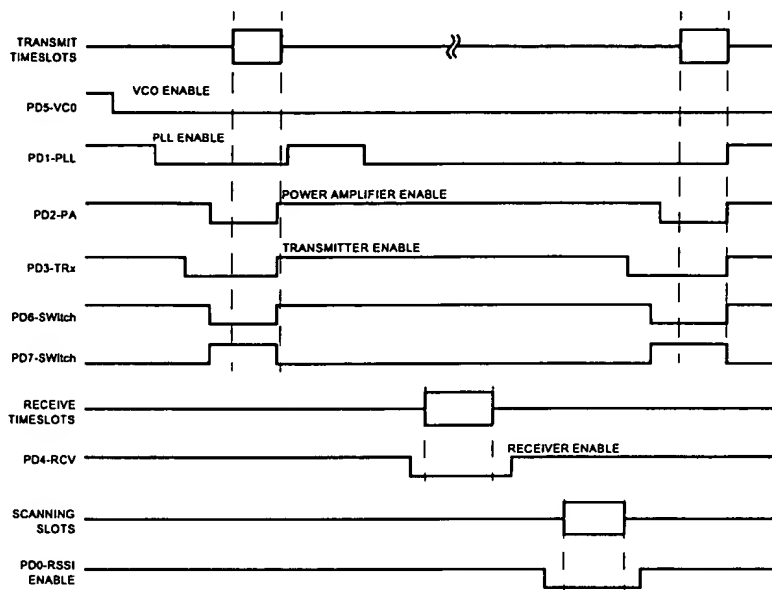 TRANSMIT
TIMESLOTS
VCO ENABLE
PD5-VC0
PLL ENABLE
PD1-PLL
POWER AMPLIFIER ENABLE
PD2-PA
TRANSMITTER ENABLE
PD3-TRx
PD6-SWitch
PD7-SWitch
RECEIVE
TIMESLOTS
RECEIVER ENABLE
PD4-RCV
SCANNING
SLOTS
PD0-RSSI
ENABLE